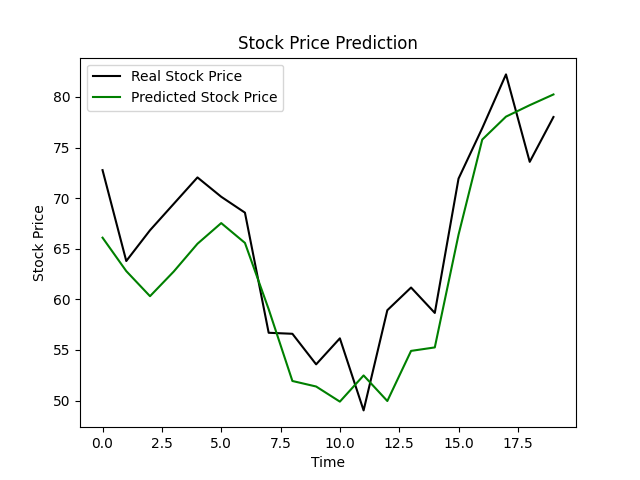 Stock Price Prediction
Real Stock Price
Predicted Stock Price
Stock Price
80
75
70
65
60
55
50
0.0 2.5 5.0 7.5 10.0 12.5 15.0 17.5
Time